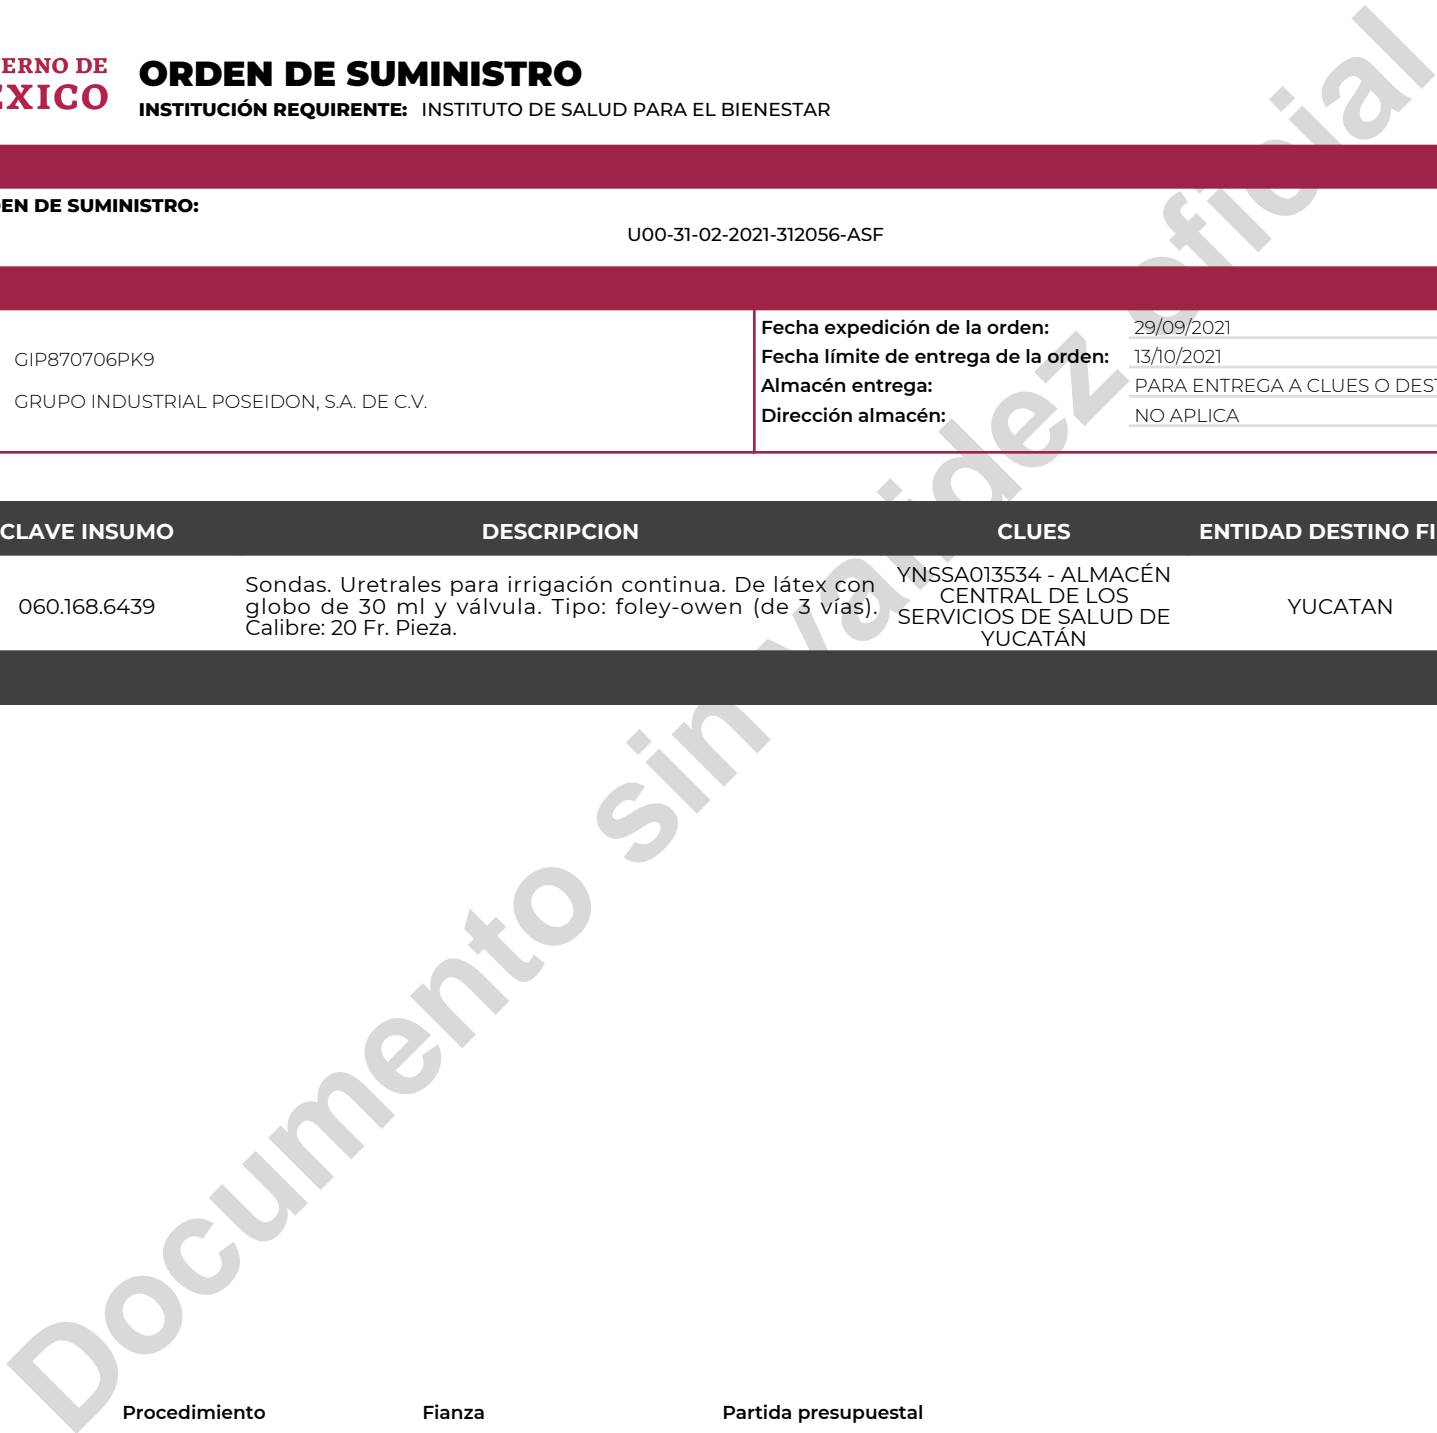 ERNO DE
ORDEN DE SUMINISTRO
XICO
INSTITUCIÓN REQUIRENTE: INSTITUTO DE SALUD PARA EL BIENESTAR
EN DE SUMINISTRO:
U00-31-02-2021-312056-ASF
Fecha expedición de la orden: 29/09/2021
GIP870706PK9
Fecha límite de entrega de la orden: 13/10/2021
Almacén entrega: PARA ENTREGA A CLUES O DES
GRUPO INDUSTRIAL POSEIDON, S.A. DE C.V.
Dirección almacén: NO APLICA
CLAVE INSUMO DESCRIPCION CLUES ENTIDAD DESTINO FI
060.168.6439
Sondas. Uretrales para irrigación continua. De látex con
globo de 30 ml y válvula. Tipo: foley-owen (de 3 vías).
Calibre: 20 Fr. Pieza.
YNSSA013534 - ALMACÉN
CENTRAL DE LOS
SERVICIOS DE SALUD DE
YUCATÁN
YUCATAN
Documento sin validez oficial
Procedimiento Fianza Partida presupuestal